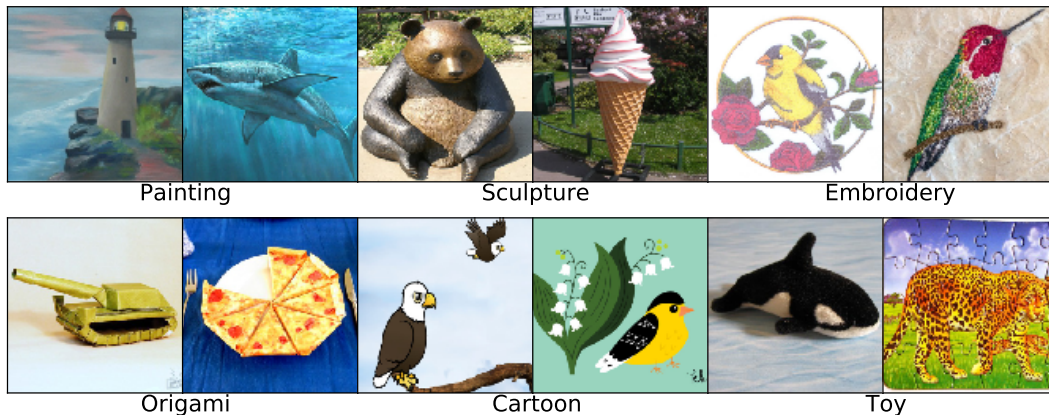 Painting
Sculpture
Embroidery
Origami
Cartoon
Toy